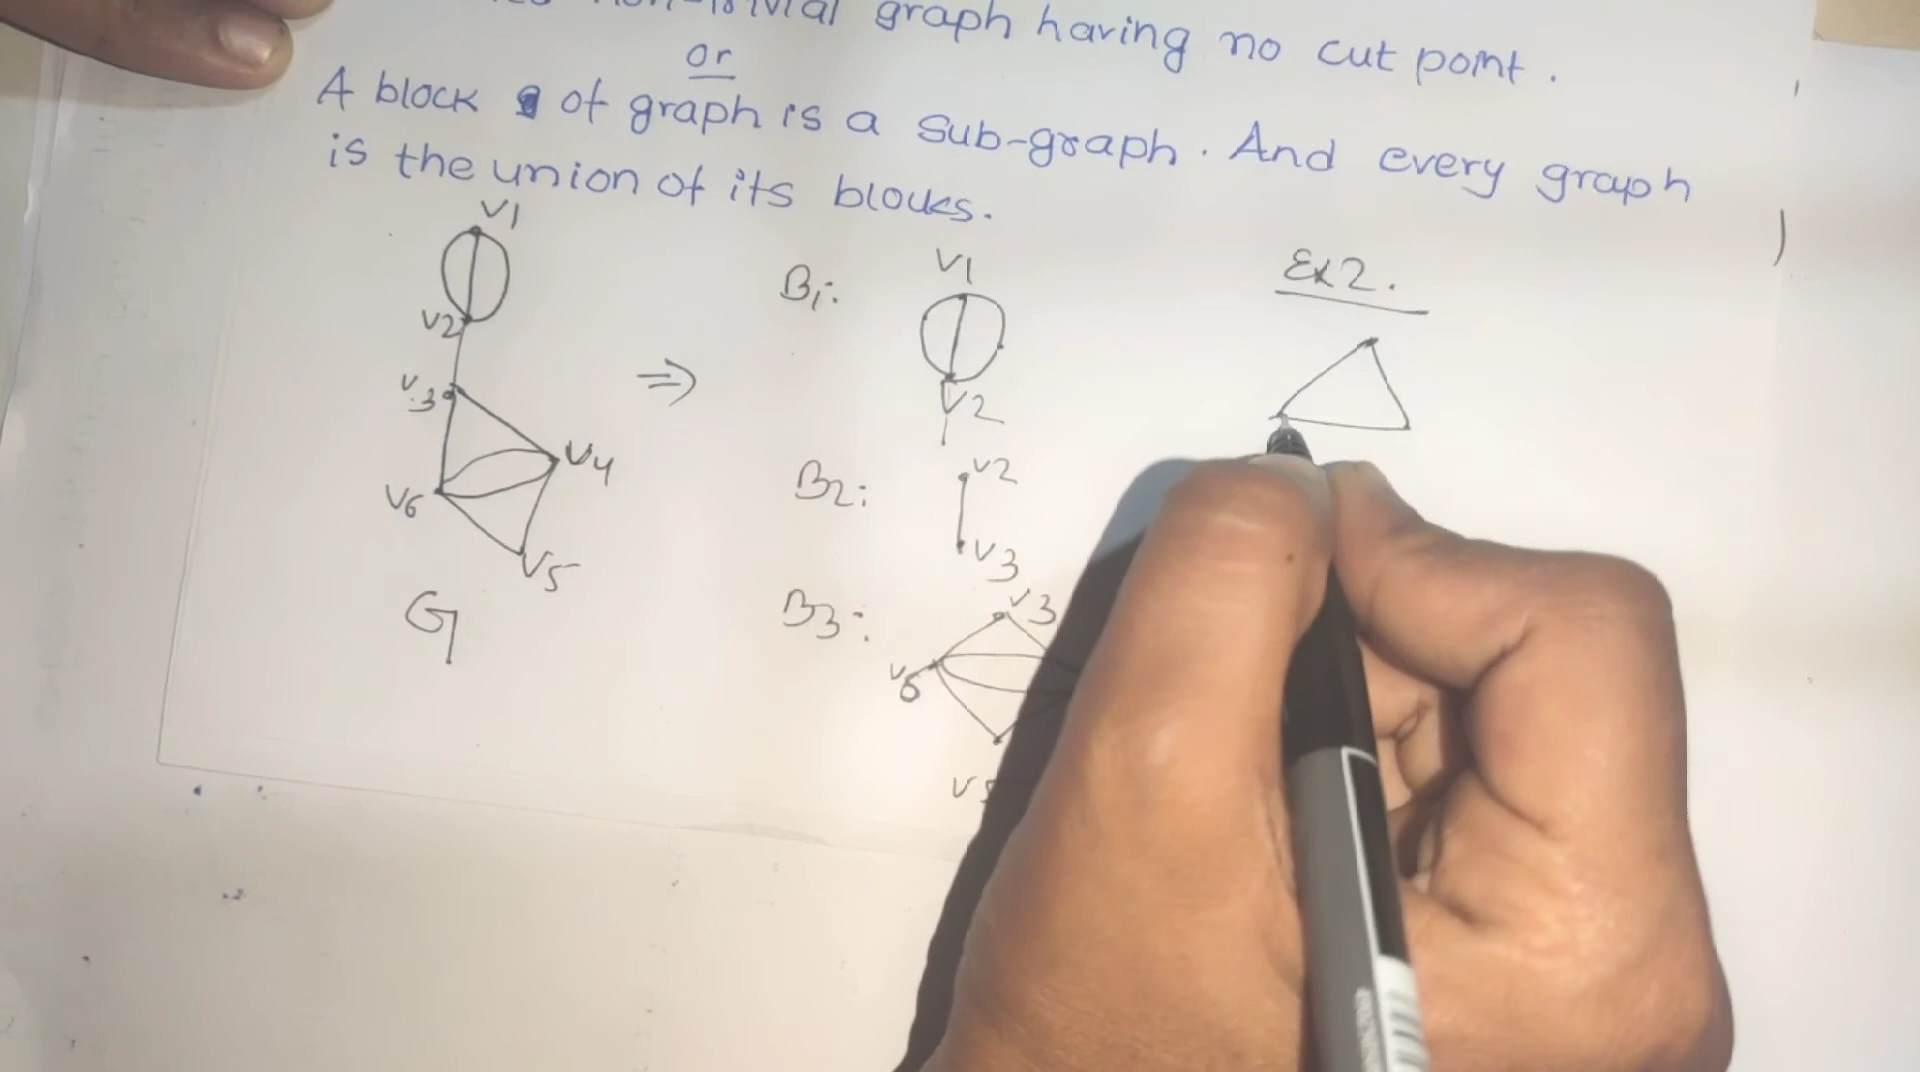 graph having no cut point.
or
A block of graph is a sub-graph. And every graph
is the union of its blocks.
V1
V2
V3
V4
V6
V5
G
B1:
V1
V2
B2:
V2
V3
B3:
V3
V6
Ex2.